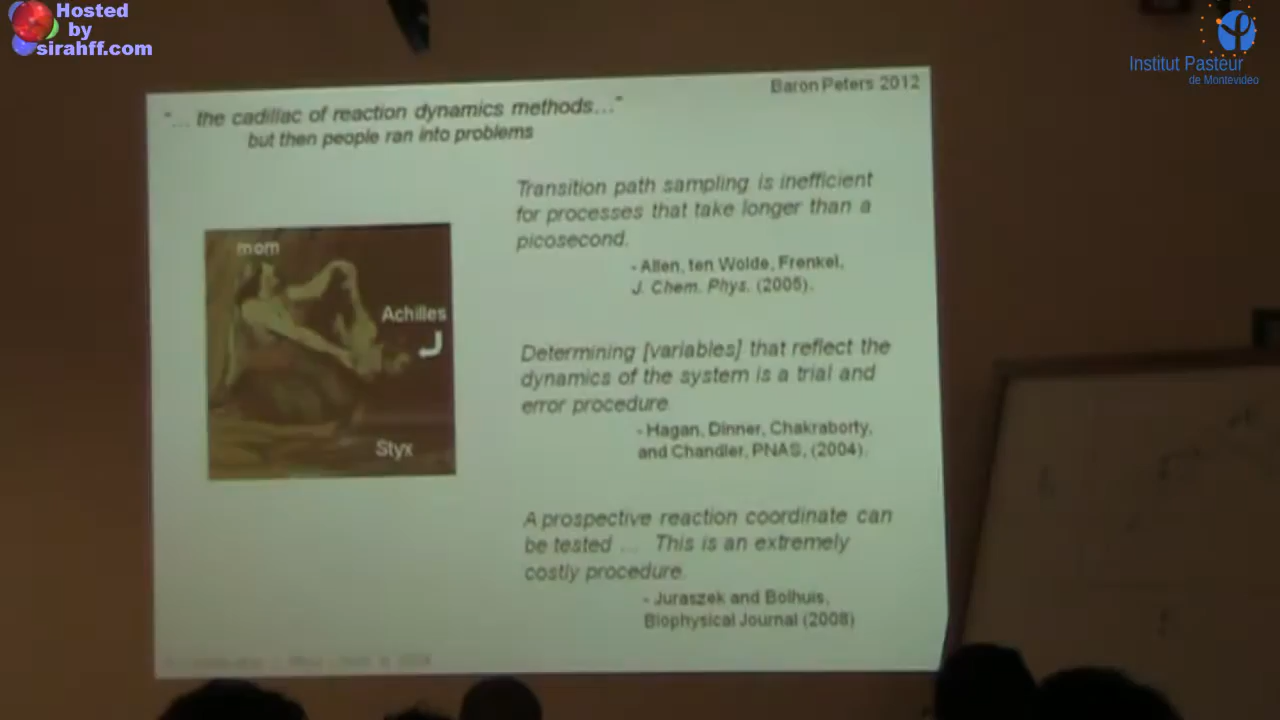 Hosted
by
sirahff.com
Institut Pasteur
de Montevideo
Baron Peters 2012
"... the cadillac of reaction dynamics methods..."
but then people ran into problems
mom
Achilles
Styx
Transition path sampling is inefficient
for processes that take longer than a
picosecond.
- Allen, ten Wolde, Frenkel,
J. Chem. Phys. (2005).
Determining [variables] that reflect the
dynamics of the system is a trial and
error procedure
- Hagan, Dinner, Chakraborty,
and Chandler, PNAS, (2004).
A prospective reaction coordinate can
be tested ... This is an extremely
costly procedure.
- Juraszek and Bolhuis,
Biophysical Journal (2008)